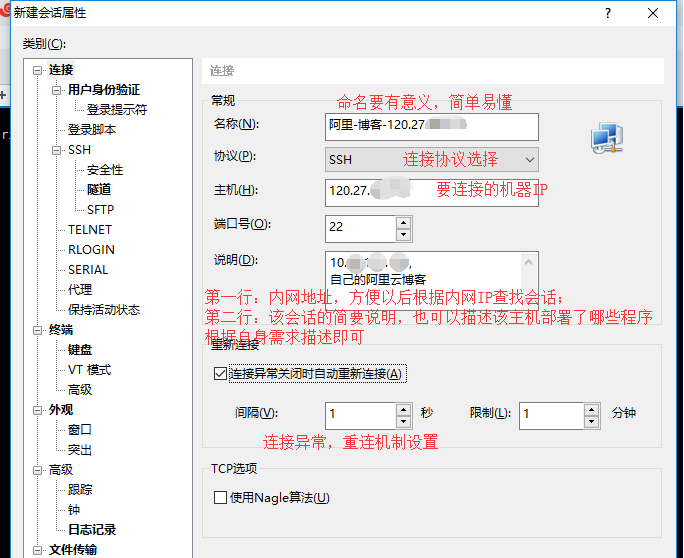 新建会话属性
?
类别(C):
连接
用户身份验证
登录提示符
登录脚本
SSH
安全性
隧道
SFTP
TELNET
RLOGIN
SERIAL
代理
保持活动状态
终端
键盘
VT 模式
高级
外观
窗口
突出
高级
跟踪
钟
日志记录
文件传输
连接
常规
命名要有意义，简单易懂
名称(N):
阿里-博客-120.27
协议(P):
SSH
连接协议选择
主机(H):
120.27.
要连接的机器IP
端口号(O):
22
说明(D):
10.
自己的阿里云博客
第一行：内网地址，方便以后根据内网IP查找会话；
第二行：该会话的简要说明，也可以描述该主机部署了哪些程序
根据自身需求描述即可
重新连接
连接异常关闭时自动重新连接(A)
间隔(V):
1
秒
限制(L):
1
分钟
连接异常，重连机制设置
TCP选项
使用Nagle算法(U)